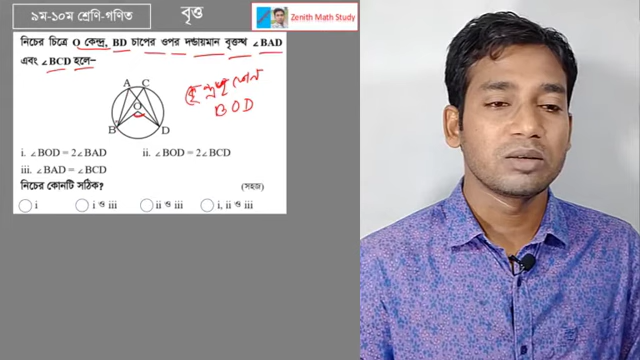 ৯ম-১০ম শ্রেণি-গণিত
বৃত্ত
Zenith Math Study
নিচের চিত্রে O কেন্দ্র, BD চাপের ওপর দণ্ডায়মান বৃত্তস্থ ∠BAD
এবং ∠BCD হলে-
A C
O
B D
BOD
i. ∠BOD = 2∠BAD ii. ∠BOD = 2∠BCD
iii. ∠BAD = ∠BCD
নিচের কোনটি সঠিক? (সহজ)
i i ও iii ii ও iii i, ii ও iii